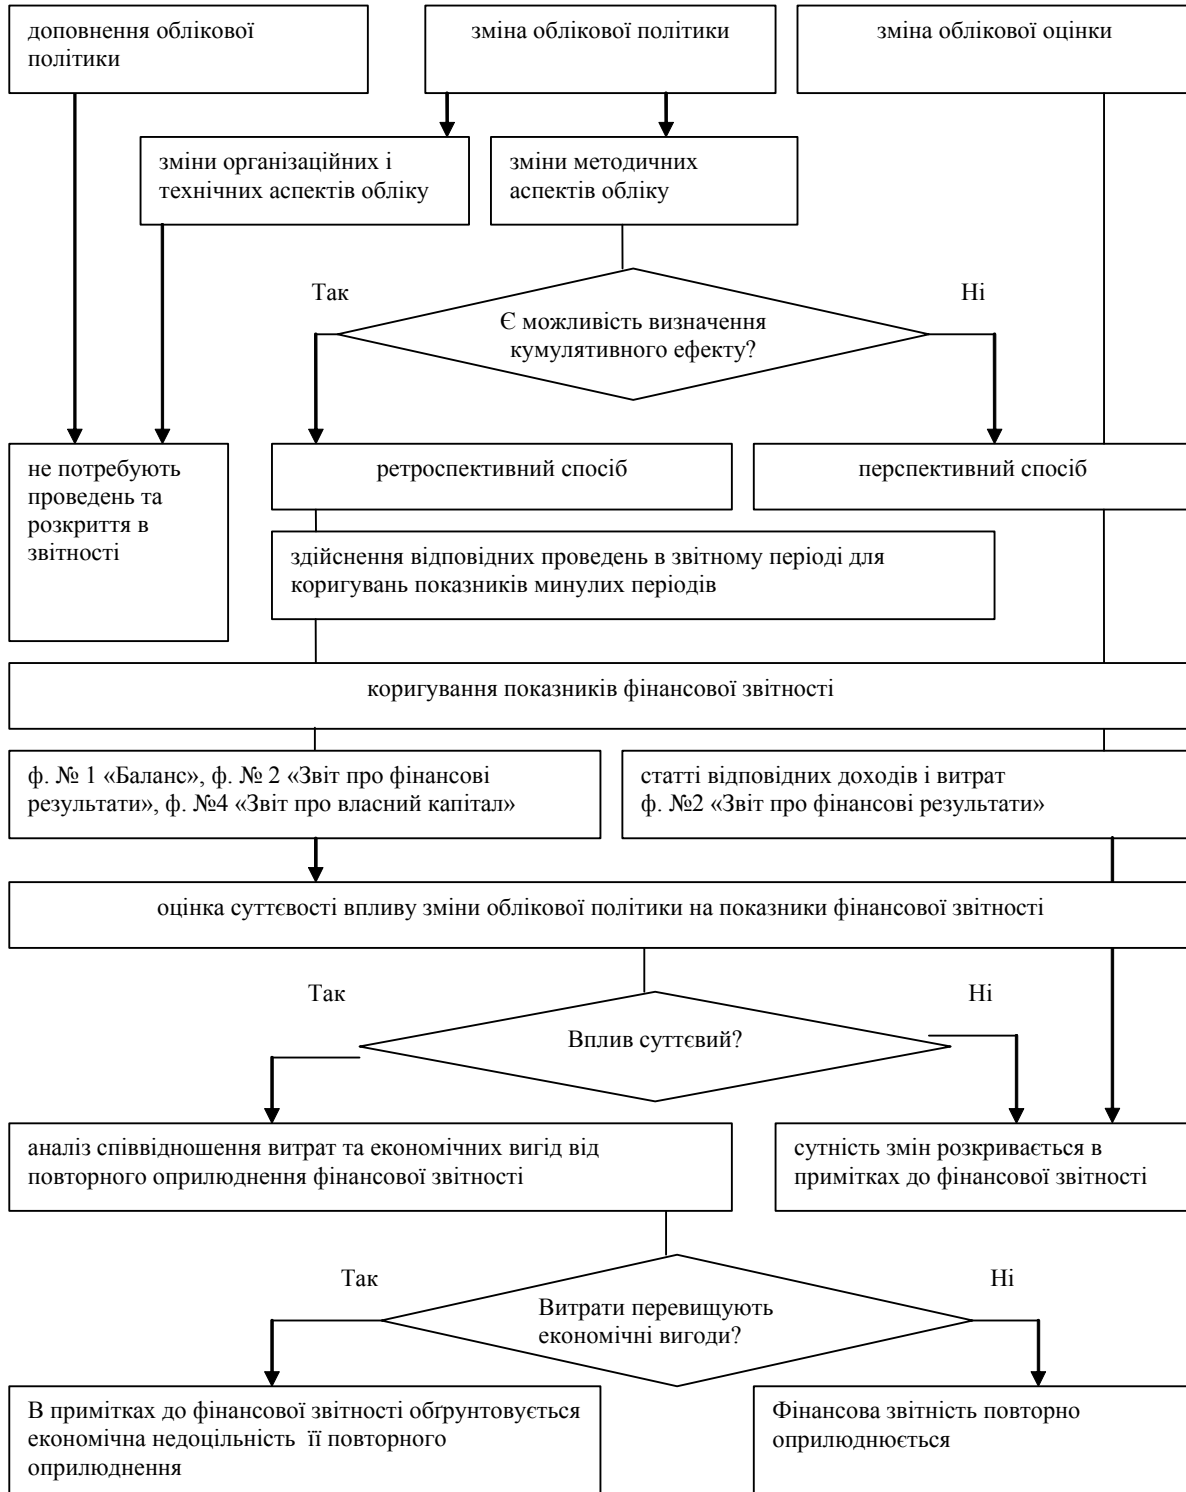 доповнення облікової
політики
зміна облікової політики
зміна облікової оцінки
зміни організаційних і
технічних аспектів обліку
зміни методичних
аспектів обліку
Так
Ні
Є можливість визначення
кумулятивного ефекту?
не потребують
проведень та
розкриття в
звітності
ретроспективний спосіб
перспективний спосіб
здійснення відповідних проведень в звітному періоді для
коригувань показників минулих періодів
коригування показників фінансової звітності
ф. № 1 «Баланс», ф. № 2 «Звіт про фінансові
результати», ф. №4 «Звіт про власний капітал»
статті відповідних доходів і витрат
ф. №2 «Звіт про фінансові результати»
оцінка суттєвості впливу зміни облікової політики на показники фінансової звітності
Так
Ні
Вплив суттєвий?
аналіз співвідношення витрат та економічних вигід від
повторного оприлюднення фінансової звітності
сутність змін розкривається в
примітках до фінансової звітності
Так
Ні
Витрати перевищують
економічні вигоди?
В примітках до фінансової звітності обґрунтовується
економічна недоцільність її повторного
оприлюднення
Фінансова звітність повторно
оприлюднюється